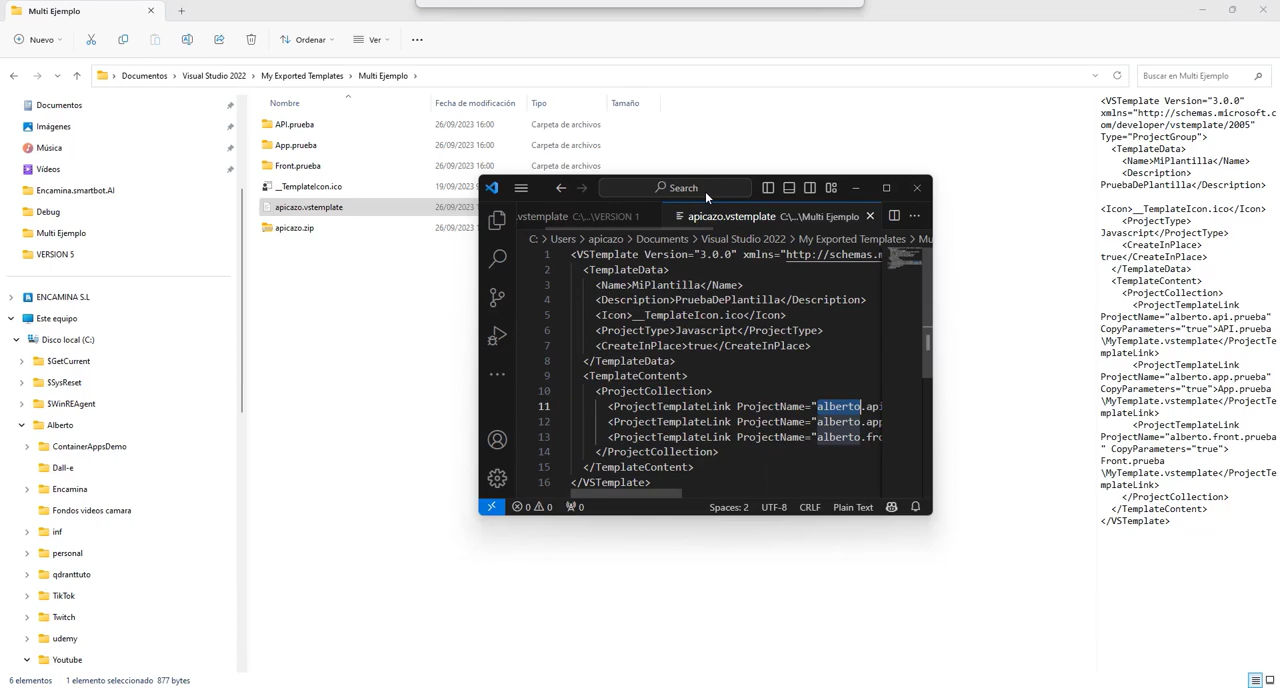 Multi Ejemplo
Nuevo
Ordenar
Ver
Documentos
Visual Studio 2022
My Exported Templates
Multi Ejemplo
Buscar en Multi Ejemplo
Documentos
Imágenes
Música
Vídeos
Encamina.smartbot.AI
Debug
Multi Ejemplo
VERSION 5
ENCAMINA S.L
Este equipo
Disco local (C:)
$GetCurrent
$SysReset
$WinREAgent
Alberto
ContainerAppsDemo
Dall-e
Encamina
Fondos videos camara
inf
personal
qdranttuto
TikTok
Twitch
udemy
Youtube
Nombre Fecha de modificación Tipo Tamaño
API.prueba 26/09/2023 16:00 Carpeta de archivos
App.prueba 26/09/2023 16:00 Carpeta de archivos
Front.prueba 26/09/2023 16:00 Carpeta de archivos
__TemplateIcon.ico 19/09/2023
apicazo.vstemplate 26/09/2023
apicazo.zip 26/09/2023
Search
.vstemplate C:\...\VERSION 1
apicazo.vstemplate C:\...\Multi Ejemplo
C: > Users > apicazo > Documents > Visual Studio 2022 > My Exported Templates > Mu
1 <VSTemplate Version="3.0.0" xmlns="http://schemas.m
2 <TemplateData>
3 <Name>MiPlantilla</Name>
4 <Description>PruebaDePlantilla</Description>
5 <Icon>__TemplateIcon.ico</Icon>
6 <ProjectType>Javascript</ProjectType>
7 <CreateInPlace>true</CreateInPlace>
8 </TemplateData>
9 <TemplateContent>
10 <ProjectCollection>
11 <ProjectTemplateLink ProjectName="alberto.api
12 <ProjectTemplateLink ProjectName="alberto.app
13 <ProjectTemplateLink ProjectName="alberto.fro
14 </ProjectCollection>
15 </TemplateContent>
16 </VSTemplate>
0 0 0
Spaces: 2 UTF-8 CRLF Plain Text
<VSTemplate Version="3.0.0"
xmlns="http://schemas.microsoft.c
om/developer/vstemplate/2005"
Type="ProjectGroup">
<TemplateData>
<Name>MiPlantilla</Name>
<Description>
PruebaDePlantilla</Description>
<Icon>__TemplateIcon.ico</Icon>
<ProjectType>
Javascript</ProjectType>
<CreateInPlace>
true</CreateInPlace>
</TemplateData>
<TemplateContent>
<ProjectCollection>
<ProjectTemplateLink
ProjectName="alberto.api.prueba"
CopyParameters="true">API.prueba
\MyTemplate.vstemplate</ProjectTe
mplateLink>
<ProjectTemplateLink
ProjectName="alberto.app.prueba"
CopyParameters="true">App.prueba
\MyTemplate.vstemplate</ProjectTe
mplateLink>
<ProjectTemplateLink
ProjectName="alberto.front.prueba
" CopyParameters="true">
Front.prueba
\MyTemplate.vstemplate</ProjectTe
mplateLink>
</ProjectCollection>
</TemplateContent>
</VSTemplate>
6 elementos
1 elemento seleccionado 877 bytes